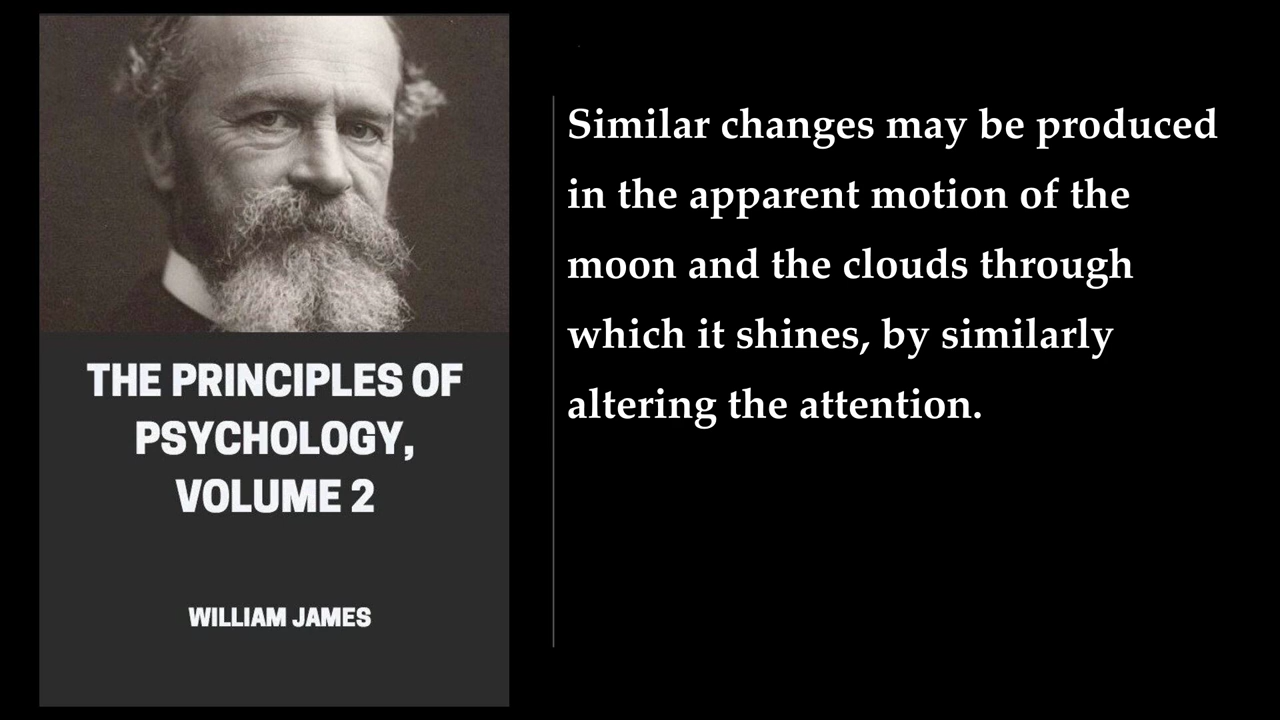 THE PRINCIPLES OF
PSYCHOLOGY,
VOLUME 2
WILLIAM JAMES
Similar changes may be produced
in the apparent motion of the
moon and the clouds through
which it shines, by similarly
altering the attention.